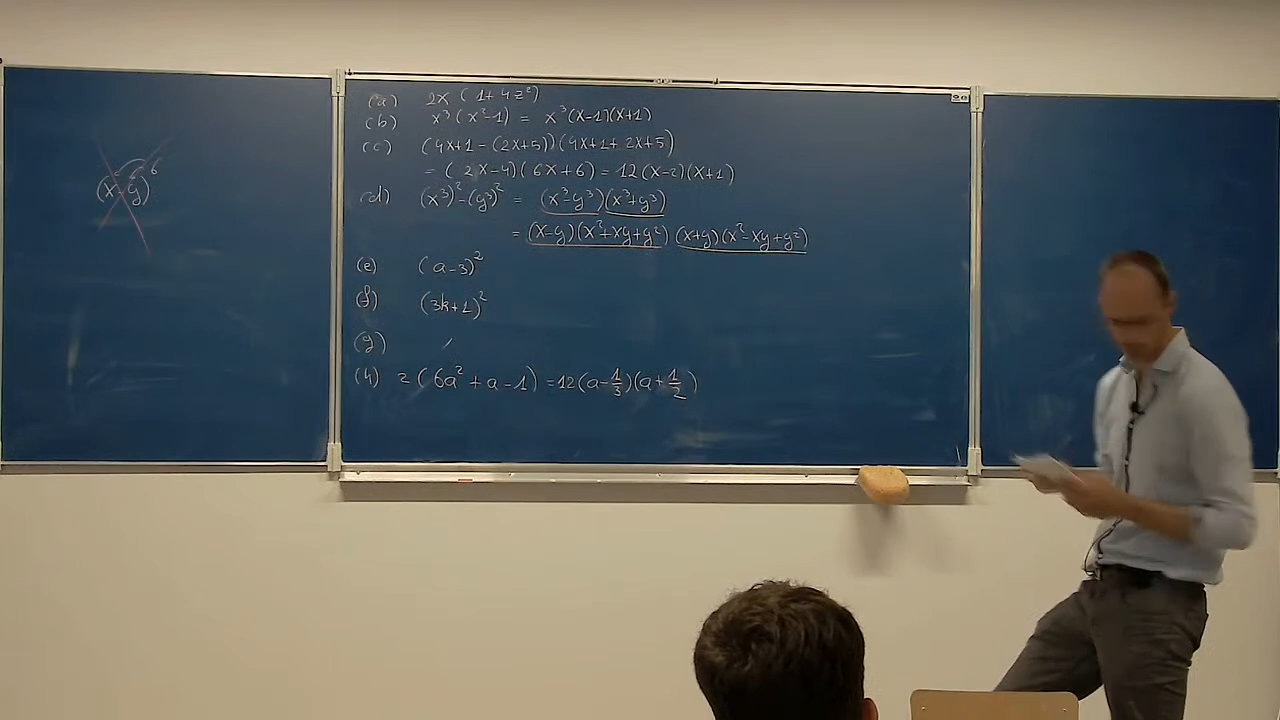 (x-y)⁶
(a) 2x (1+4z²)
(b) x³(x²-1) = x³(x-1)(x+1)
(c) (4x+1-(2x+5))(4x+1+2x+5)
= (2x-4)(6x+6) = 12(x-2)(x+1)
(d) (x³)²-(y³)² = (x³-y³)(x³+y³)
= (x-y)(x²+xy+y²) (x+y)(x²-xy+y²)
(e) (a-3)²
(f) (3k+1)²
(g) /
(h) 2(6a²+a-1) = 12(a-1/3)(a+1/2)